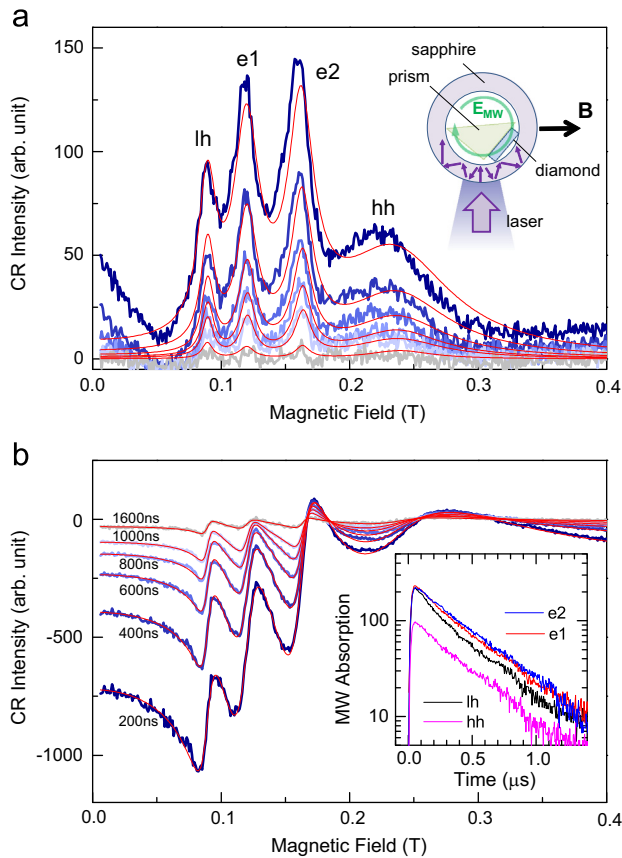 a
CR Intensity (arb. unit)
150
100
50
0
lh
e1
e2
hh
sapphire
prism
E_MW
B
diamond
laser
0.0 0.1 0.2 0.3 0.4
Magnetic Field (T)
b
CR Intensity (arb. unit)
0
-500
-1000
1600ns
1000ns
800ns
600ns
400ns
200ns
MW Absorption
100
10
e2
e1
lh
hh
0.0 0.5 1.0
Time (μs)
0.0 0.1 0.2 0.3 0.4
Magnetic Field (T)